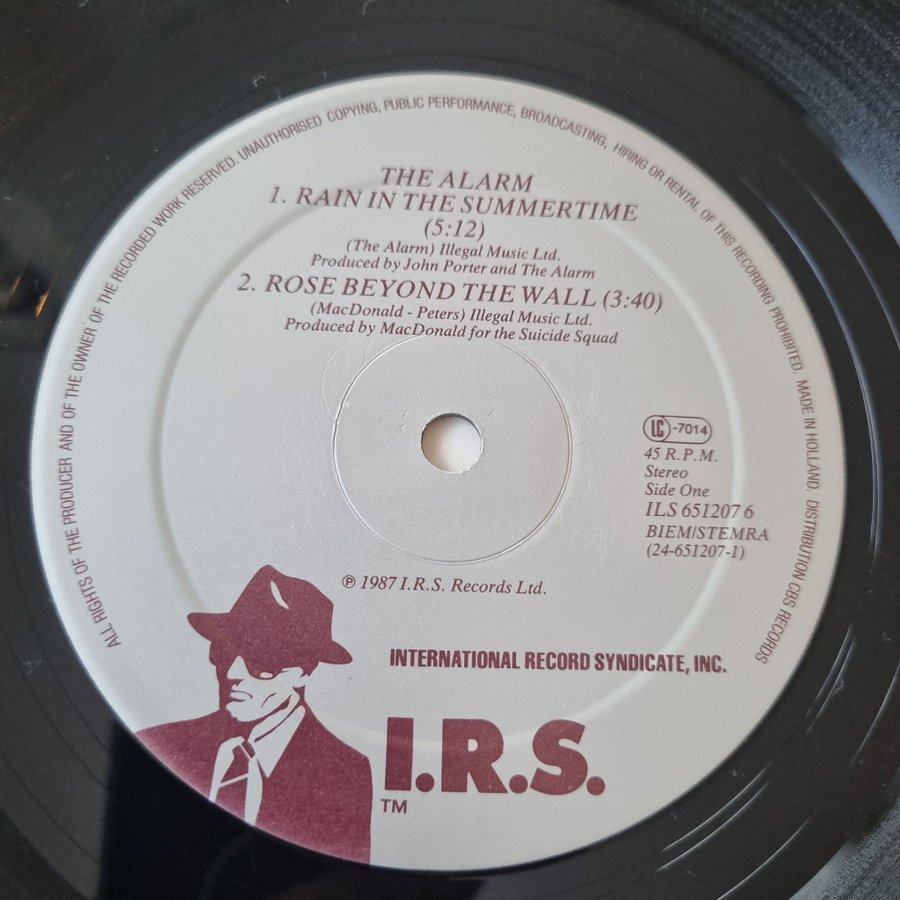 ALL RIGHTS OF THE PRODUCER AND OF THE OWNER OF THE RECORDED WORK RESERVED. UNAUTHORISED COPYING, PUBLIC PERFORMANCE, BROADCASTING, HIRING OR RENTAL OF THIS RECORDING PROHIBITED. MADE IN HOLLAND. DISTRIBUTION CBS RECORDS
THE ALARM
1. RAIN IN THE SUMMERTIME
(5:12)
(The Alarm) Illegal Music Ltd.
Produced by John Porter and The Alarm
2. ROSE BEYOND THE WALL (3:40)
(MacDonald - Peters) Illegal Music Ltd.
Produced by MacDonald for the Suicide Squad
LC -7014
45 R.P.M.
Stereo
Side One
ILS 651207 6
BIEM/STEMRA
(24-651207-1)
℗ 1987 I.R.S. Records Ltd.
INTERNATIONAL RECORD SYNDICATE, INC.
I.R.S.
TM